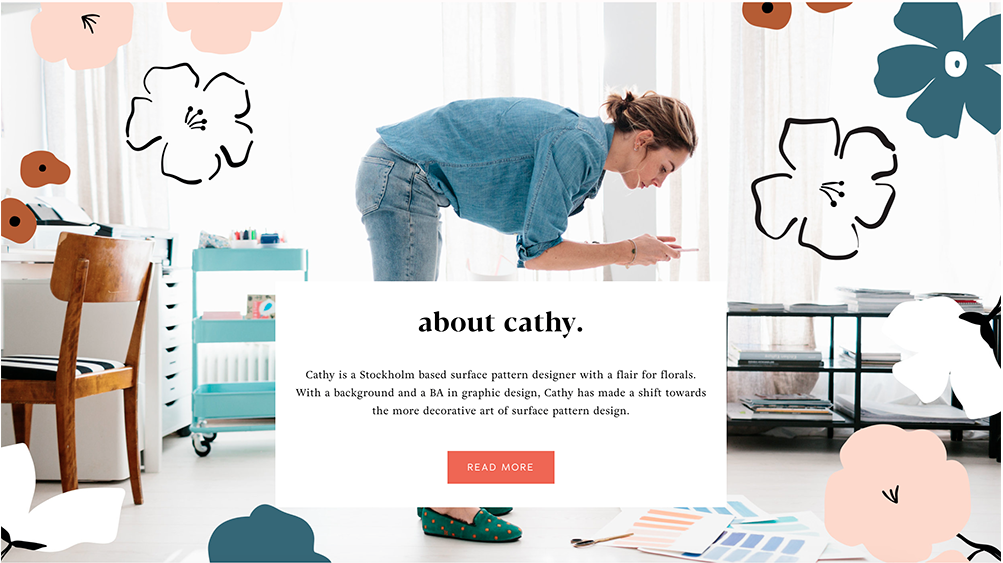 about cathy.
Cathy is a Stockholm based surface pattern designer with a flair for florals.
With a background and a BA in graphic design, Cathy has made a shift towards
the more decorative art of surface pattern design.
READ MORE